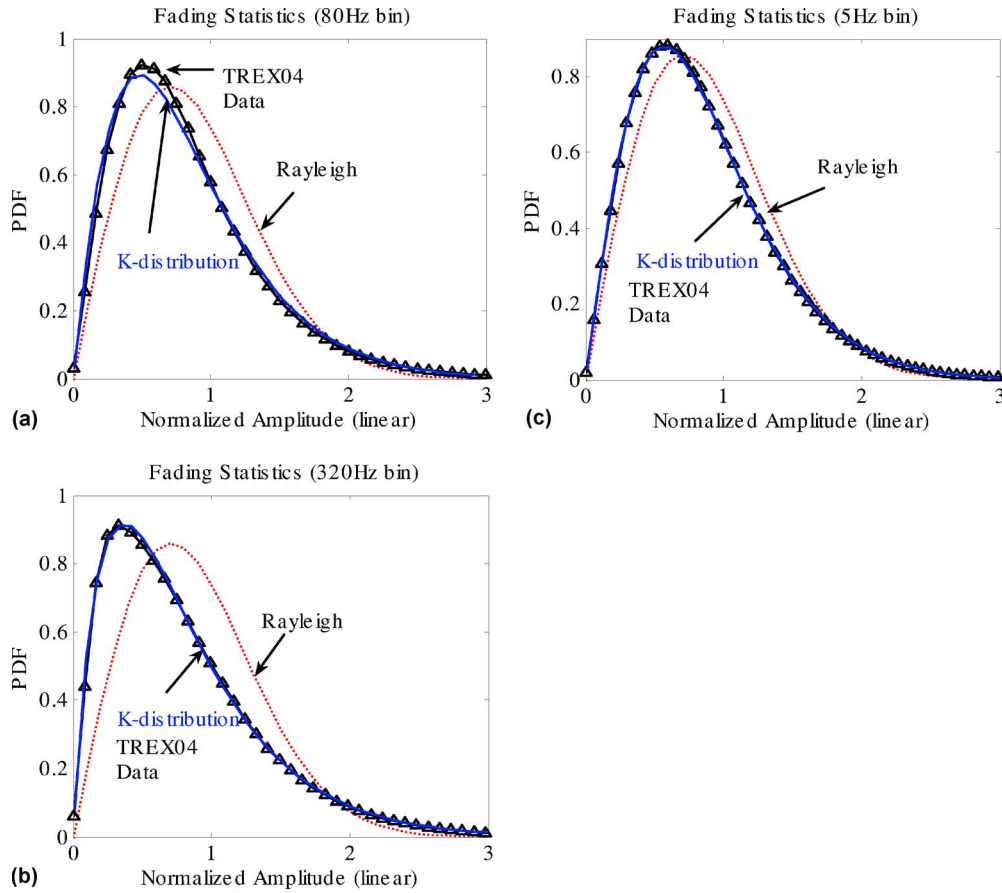 Fading Statistics (80Hz bin)
1
0.8
0.6
0.4
0.2
0
PDF
TREX04
Data
Rayleigh
K-distribution
0 1 2 3
Normalized Amplitude (linear)
(a)
Fading Statistics (5Hz bin)
1
0.8
0.6
0.4
0.2
0
PDF
Rayleigh
K-distribution
TREX04
Data
0 1 2 3
Normalized Amplitude (linear)
(c)
Fading Statistics (320Hz bin)
1
0.8
0.6
0.4
0.2
0
PDF
Rayleigh
K-distribution
TREX04
Data
0 1 2 3
Normalized Amplitude (linear)
(b)